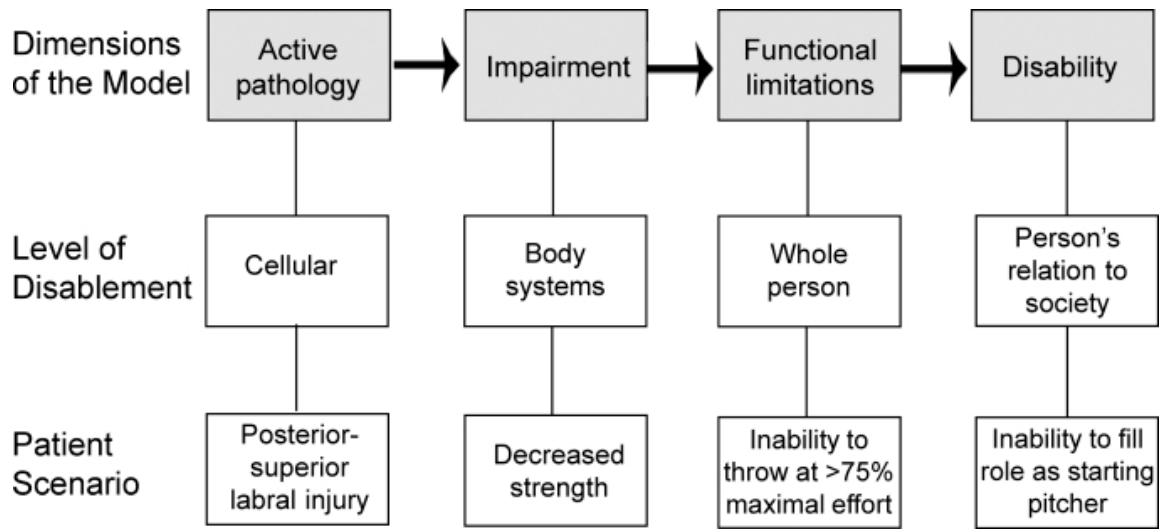 Dimensions
of the Model
Active
pathology
Impairment
Functional
limitations
Disability
Level of
Disablement
Cellular
Body
systems
Whole
person
Person's
relation to
society
Patient
Scenario
Posterior-
superior
labral injury
Decreased
strength
Inability to
throw at >75%
maximal effort
Inability to fill
role as starting
pitcher